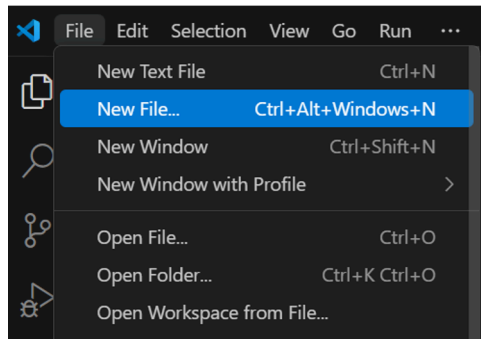 File Edit Selection View Go Run ...
New Text File Ctrl+N
New File... Ctrl+Alt+Windows+N
New Window Ctrl+Shift+N
New Window with Profile
Open File... Ctrl+O
Open Folder... Ctrl+K Ctrl+O
Open Workspace from File...